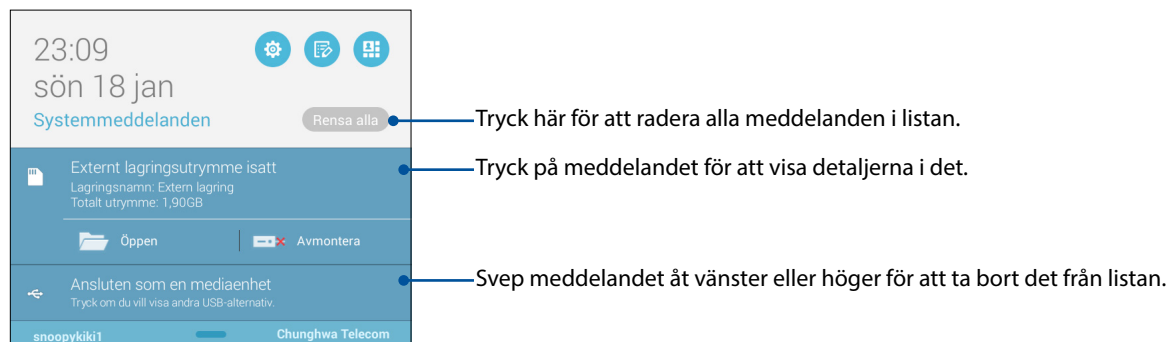 23:09
sön 18 jan
Systemmeddelanden
Rensa alla
Tryck här för att radera alla meddelanden i listan.
Externt lagringsutrymme isatt
Lagringsnamn: Extern lagring
Totalt utrymme: 1,90GB
Tryck på meddelandet för att visa detaljerna i det.
Öppen
Avmontera
Ansluten som en mediaenhet
Tryck om du vill visa andra USB-alternativ.
Svep meddelandet åt vänster eller höger för att ta bort det från listan.
snoopykiki1
Chunghwa Telecom